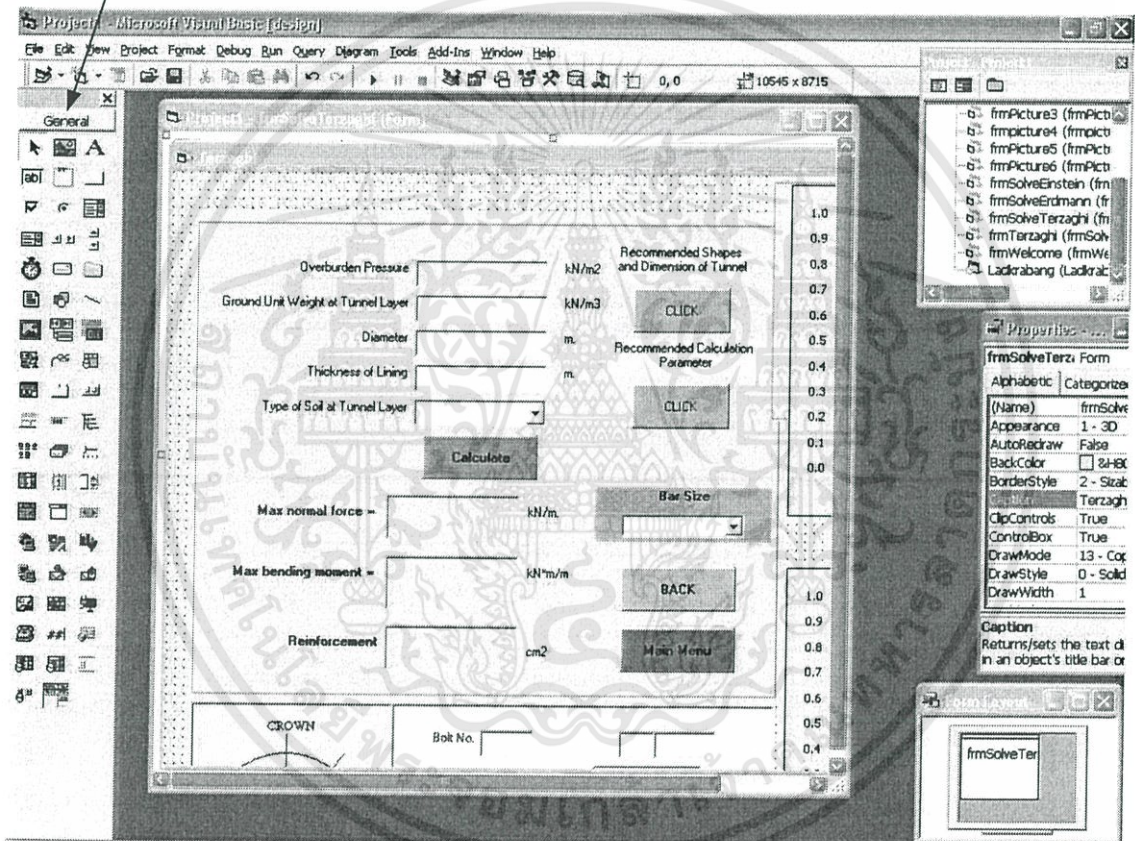 Project1 - Microsoft Visual Basic [design]
File Edit View Project Format Debug Run Query Diagram Tools Add-Ins Window Help
0, 0
10545 x 8715
General
A
Project - Project1
frmPicture3 (frmPictu
frmpicture4 (frmpictu
frmPicture5 (frmPictu
frmPicture6 (frmPictu
frmSolveEinstein (frn
frmSolveErdmann (fr
frmSolveTerzaghi (fr
frmTerzaghi (frmSolv
frmWelcome (frmWe
Ladkrabang (Ladkrab
Project1 - frmSolveTerzaghi (Form)
Terzaghi
Overburden Pressure
kN/m2
Ground Unit Weight at Tunnel Layer
kN/m3
Diameter
m.
Thickness of Lining
m.
Type of Soil at Tunnel Layer
Calculate
Recommended Shapes
and Dimension of Tunnel
CLICK
Recommended Calculation
Parameter
CLICK
Max normal force =
kN/m.
Bar Size
Max bending moment =
kN*m/m
BACK
Reinforcement
cm2
Main Menu
CROWN
Bolt No.
1.0
0.9
0.8
0.7
0.6
0.5
0.4
0.3
0.2
0.1
0.0
1.0
0.9
0.8
0.7
0.6
0.5
0.4
Properties - ...
frmSolveTerza Form
Alphabetic Categorized
(Name) frmSolve
Appearance 1 - 3D
AutoRedraw False
BackColor &H80
BorderStyle 2 - Sizab
Caption Terzagh
ClipControls True
ControlBox True
DrawMode 13 - Cop
DrawStyle 0 - Solid
DrawWidth 1
Caption
Returns/sets the text di
in an object's title bar or
Form Layout
frmSolveTer